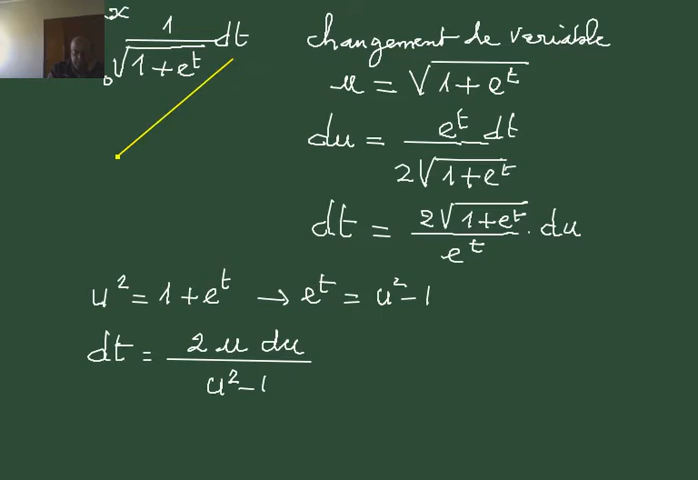 x
1
dt
√1+e^t
0
changement de variable
u = √1+e^t
du = e^t dt / 2√1+e^t
dt = 2√1+e^t / e^t . du
u² = 1+e^t → e^t = u²-1
dt = 2 u du / u²-1